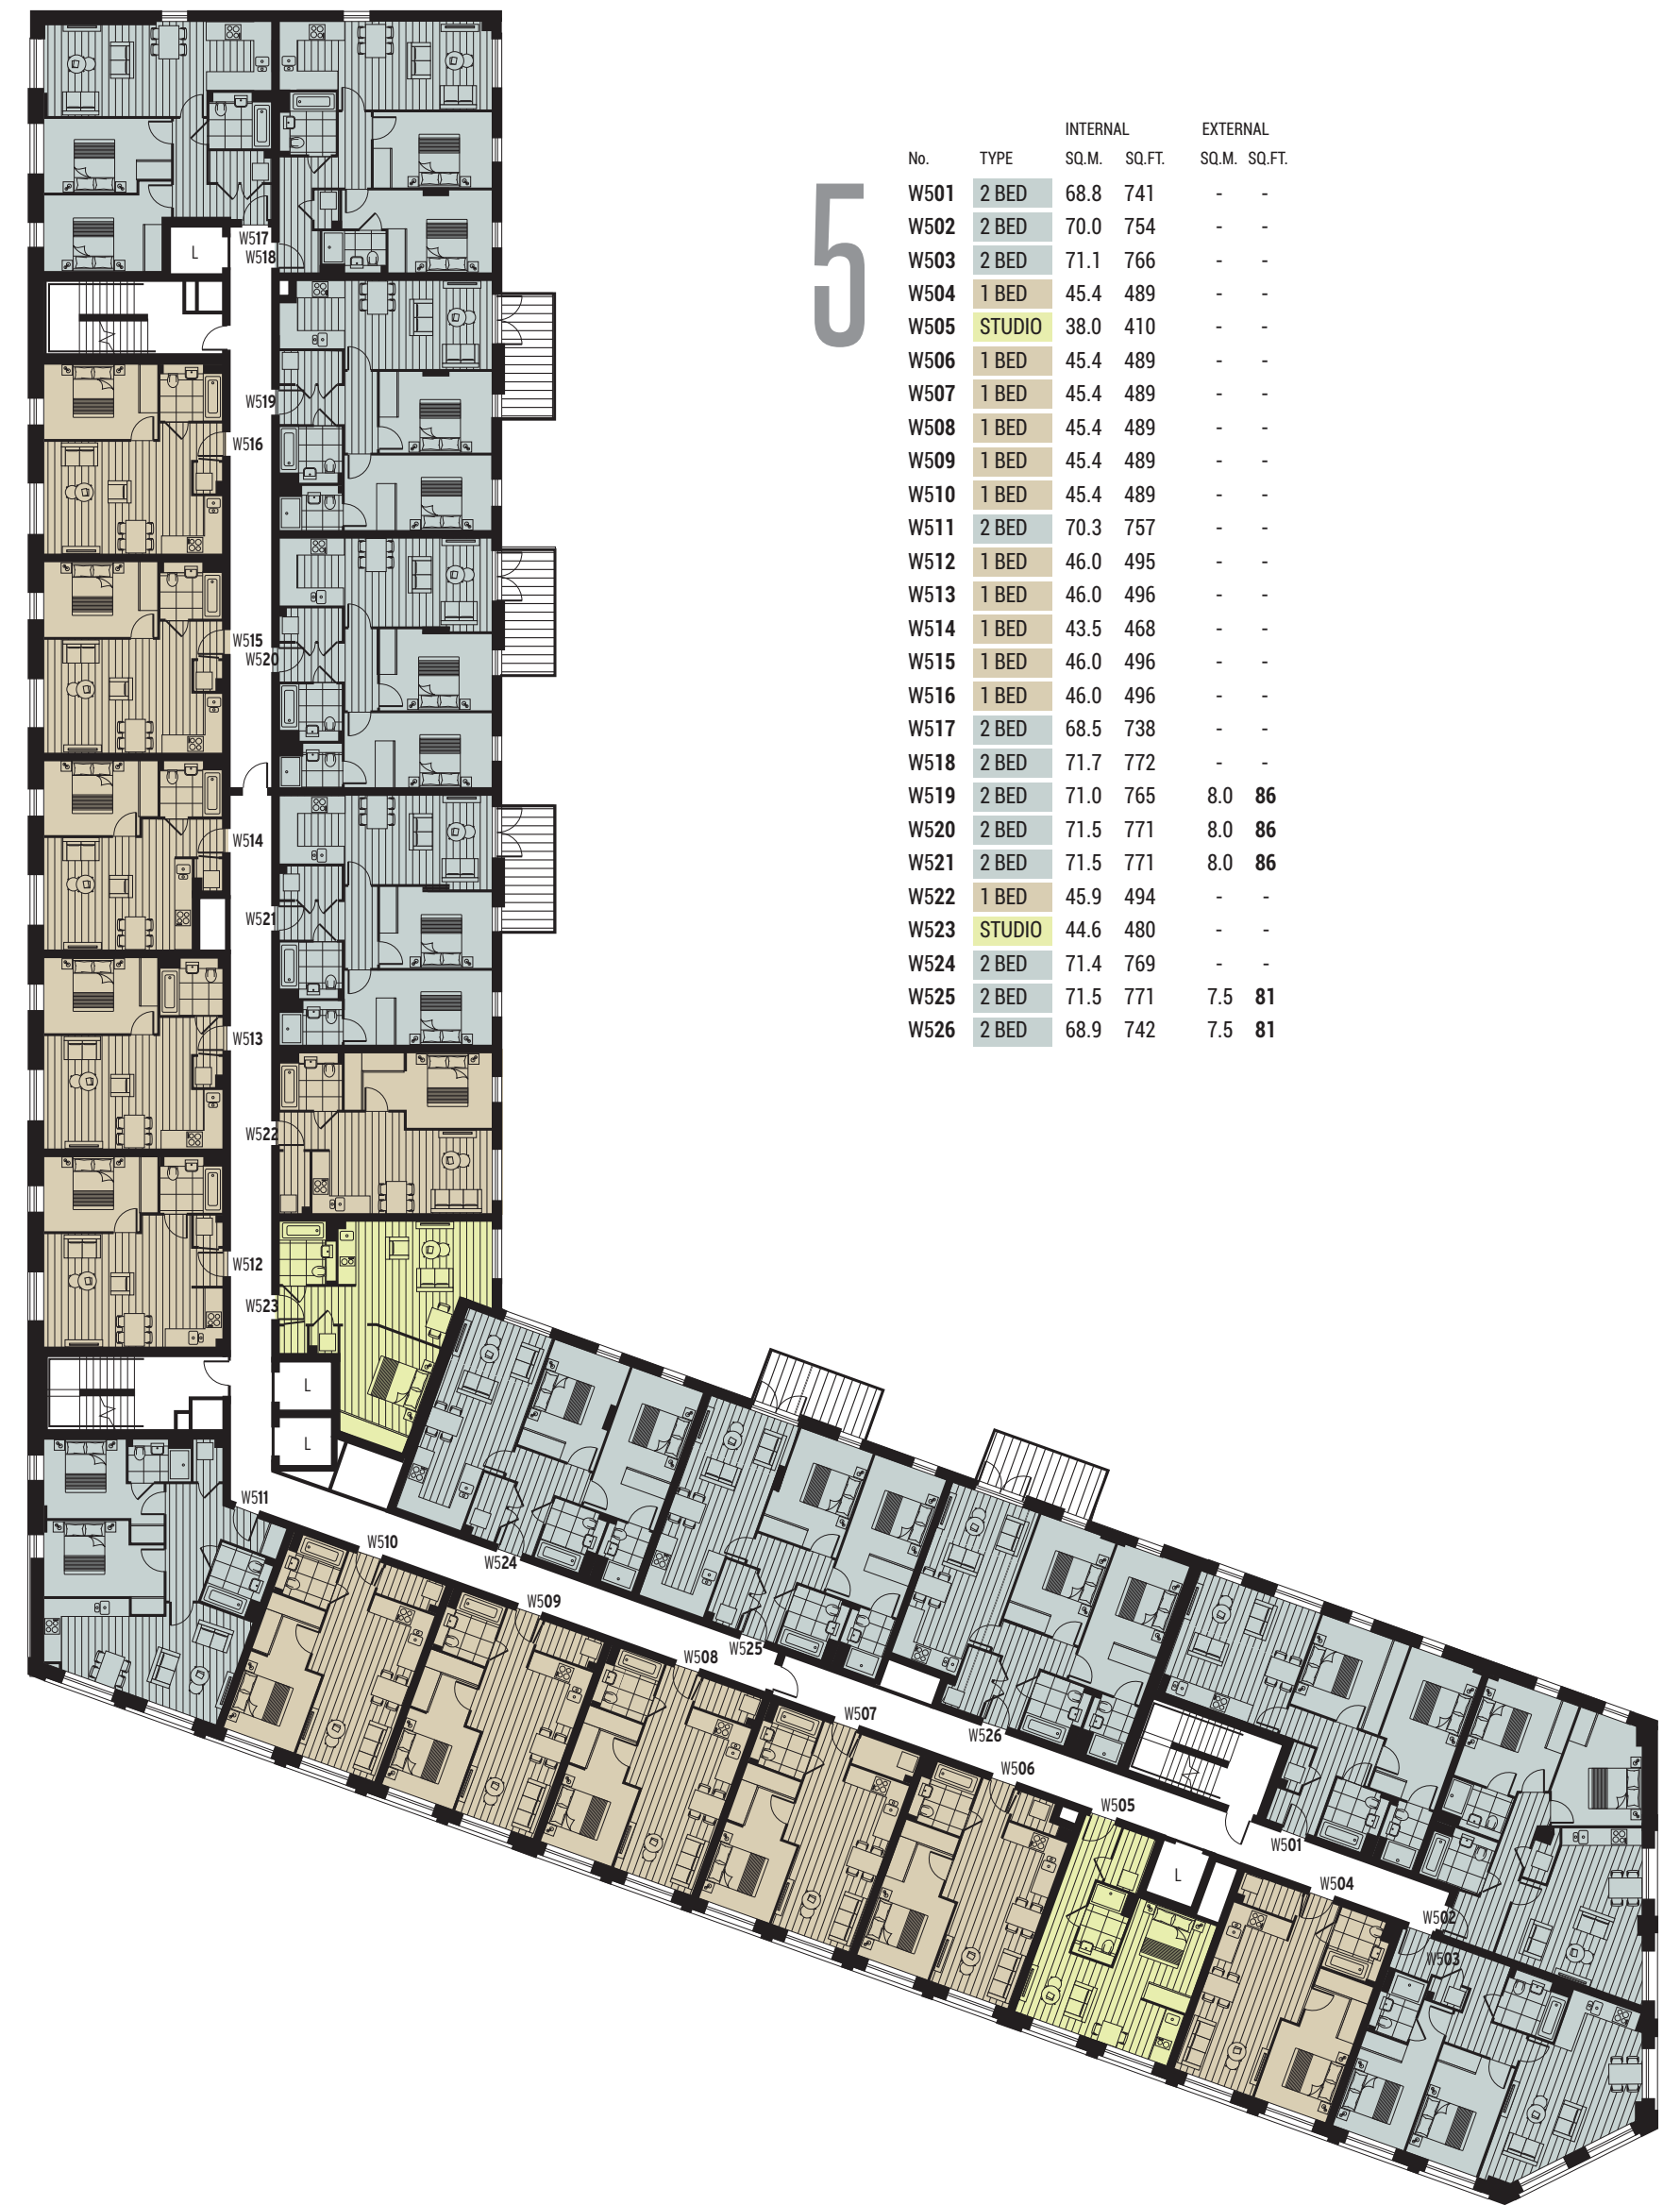 5
INTERNAL EXTERNAL
No. TYPE SQ.M. SQ.FT. SQ.M. SQ.FT.
W501 2 BED 68.8 741 - -
W502 2 BED 70.0 754 - -
W503 2 BED 71.1 766 - -
W504 1 BED 45.4 489 - -
W505 STUDIO 38.0 410 - -
W506 1 BED 45.4 489 - -
W507 1 BED 45.4 489 - -
W508 1 BED 45.4 489 - -
W509 1 BED 45.4 489 - -
W510 1 BED 45.4 489 - -
W511 2 BED 70.3 757 - -
W512 1 BED 46.0 495 - -
W513 1 BED 46.0 496 - -
W514 1 BED 43.5 468 - -
W515 1 BED 46.0 496 - -
W516 1 BED 46.0 496 - -
W517 2 BED 68.5 738 - -
W518 2 BED 71.7 772 - -
W519 2 BED 71.0 765 8.0 86
W520 2 BED 71.5 771 8.0 86
W521 2 BED 71.5 771 8.0 86
W522 1 BED 45.9 494 - -
W523 STUDIO 44.6 480 - -
W524 2 BED 71.4 769 - -
W525 2 BED 71.5 771 7.5 81
W526 2 BED 68.9 742 7.5 81
W517
L
W518
W519
W516
W515
W520
W514
W521
W513
W522
W512
W523
L
L
W511
W510
W524
W509
W525
W508
W507
W526
W506
W505
W501
L
W504
W502
W503